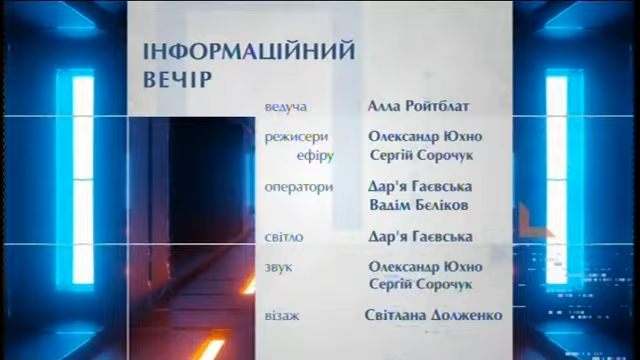 ІНФОРМАЦІЙНИЙ
ВЕЧІР
ведуча Алла Ройтблат
режисери Олександр Юхно
ефіру Сергій Сорочук
оператори Дар'я Гаєвська
Вадім Бєліков
світло Дар'я Гаєвська
звук Олександр Юхно
Сергій Сорочук
візаж Світлана Долженко